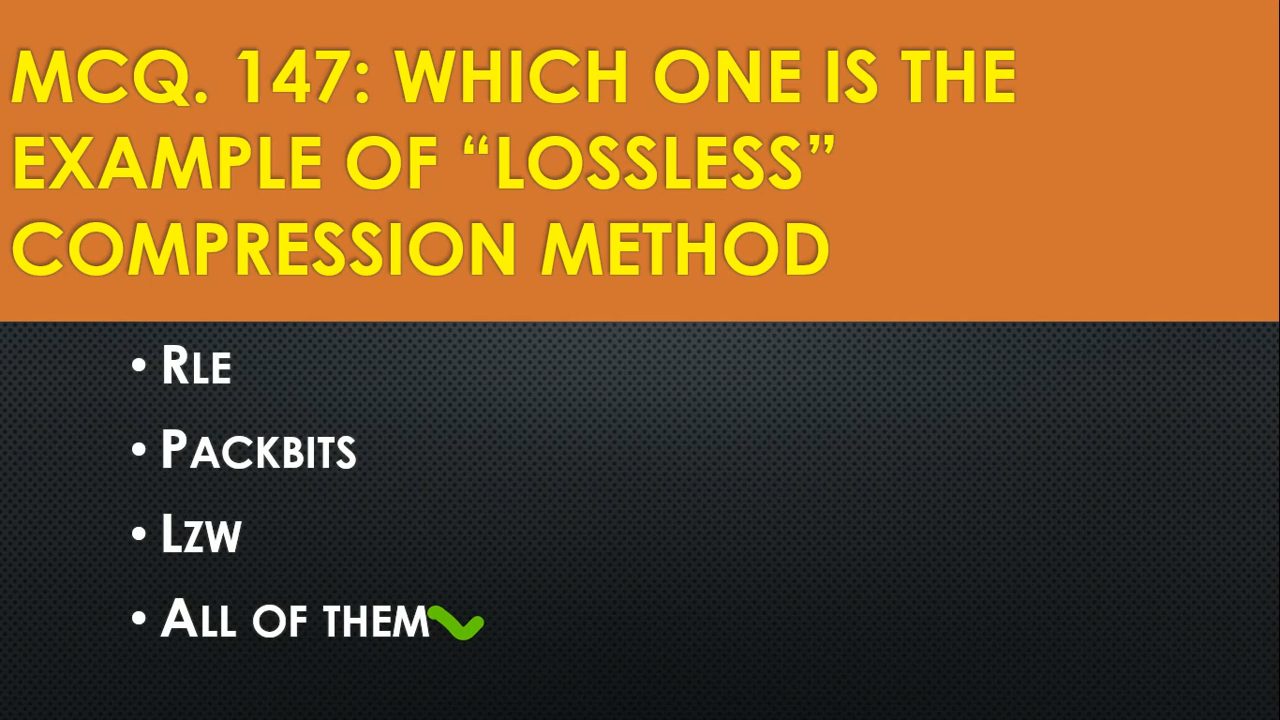 MCQ. 147: WHICH ONE IS THE
EXAMPLE OF “LOSSLESS”
COMPRESSION METHOD
• RLE
• PACKBITS
• LZW
• ALL OF THEM